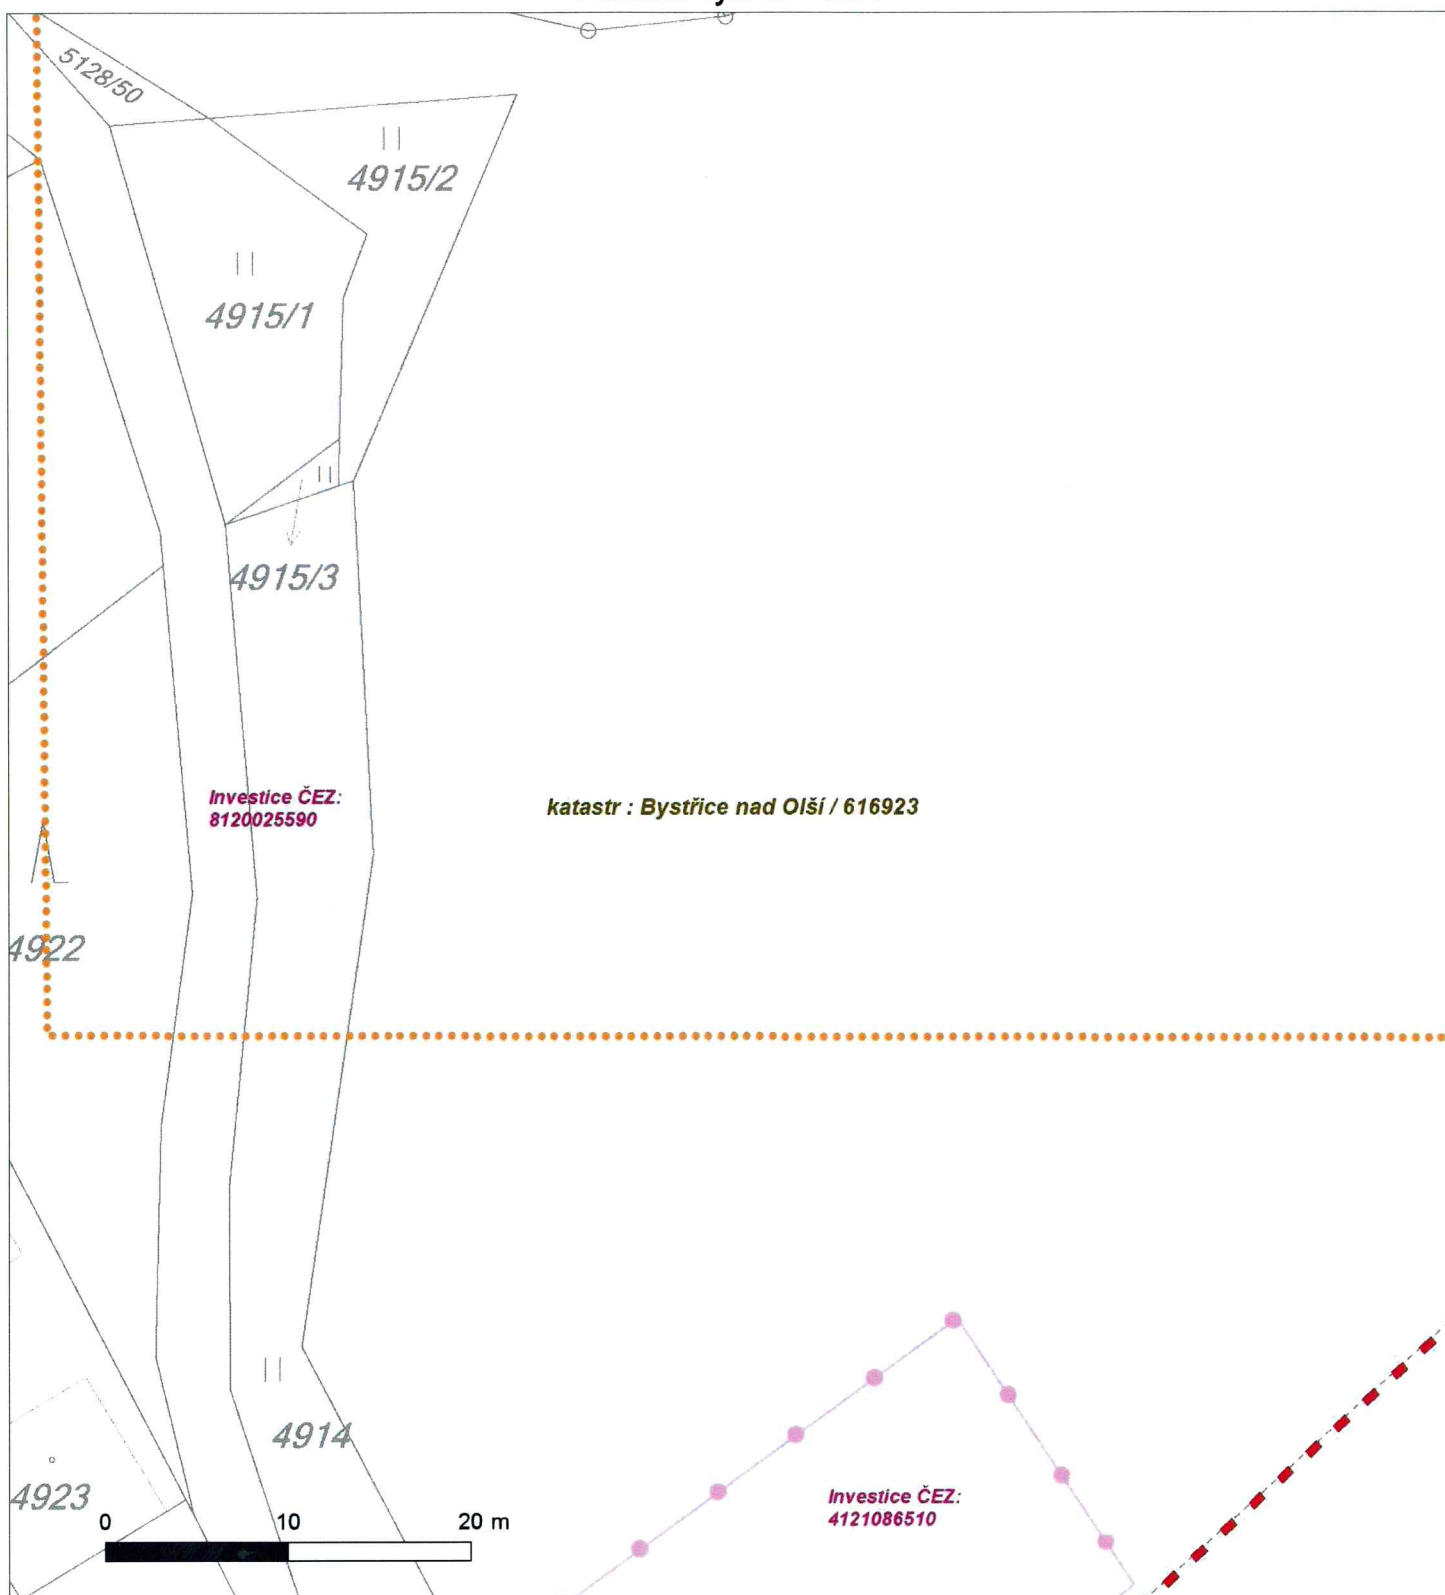 5128/50
4915/2
4915/1
4915/3
Investice ČEZ:
8120025590
katastr : Bystřice nad Olší / 616923
4922
4914
4923
0 10 20 m
Investice ČEZ:
4121086510